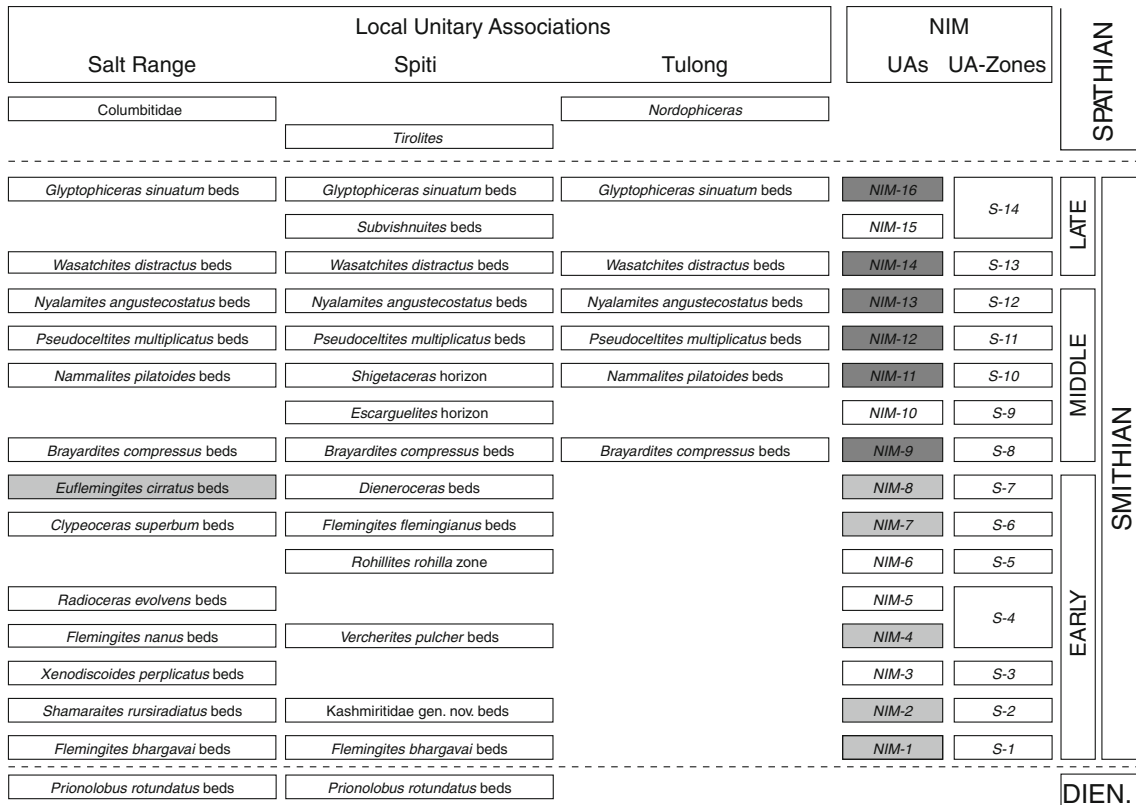 Local Unitary Associations
NIM
Salt Range
Spiti
Tulong
UAs
UA-Zones
SPATHIAN
Columbitidae
Nordophiceras
Tirolites
Glyptophiceras sinuatum beds
Glyptophiceras sinuatum beds
Glyptophiceras sinuatum beds
NIM-16
S-14
LATE
Subvishnuites beds
NIM-15
Wasatchites distractus beds
Wasatchites distractus beds
Wasatchites distractus beds
NIM-14
S-13
Nyalamites angustecostatus beds
Nyalamites angustecostatus beds
Nyalamites angustecostatus beds
NIM-13
S-12
MIDDLE
Pseudoceltites multiplicatus beds
Pseudoceltites multiplicatus beds
Pseudoceltites multiplicatus beds
NIM-12
S-11
Nammalites pilatoides beds
Shigetaceras horizon
Nammalites pilatoides beds
NIM-11
S-10
Escarguelites horizon
NIM-10
S-9
Brayardites compressus beds
Brayardites compressus beds
Brayardites compressus beds
NIM-9
S-8
SMITHIAN
Euflemingites cirratus beds
Dieneroceras beds
NIM-8
S-7
EARLY
Clypeoceras superbum beds
Flemingites flemingianus beds
NIM-7
S-6
Rohillites rohilla zone
NIM-6
S-5
Radioceras evolvens beds
NIM-5
S-4
Flemingites nanus beds
Vercherites pulcher beds
NIM-4
Xenodiscoides perplicatus beds
NIM-3
S-3
Shamaraites rursiradiatus beds
Kashmiritidae gen. nov. beds
NIM-2
S-2
Flemingites bhargavai beds
Flemingites bhargavai beds
NIM-1
S-1
Prionolobus rotundatus beds
Prionolobus rotundatus beds
DIEN.